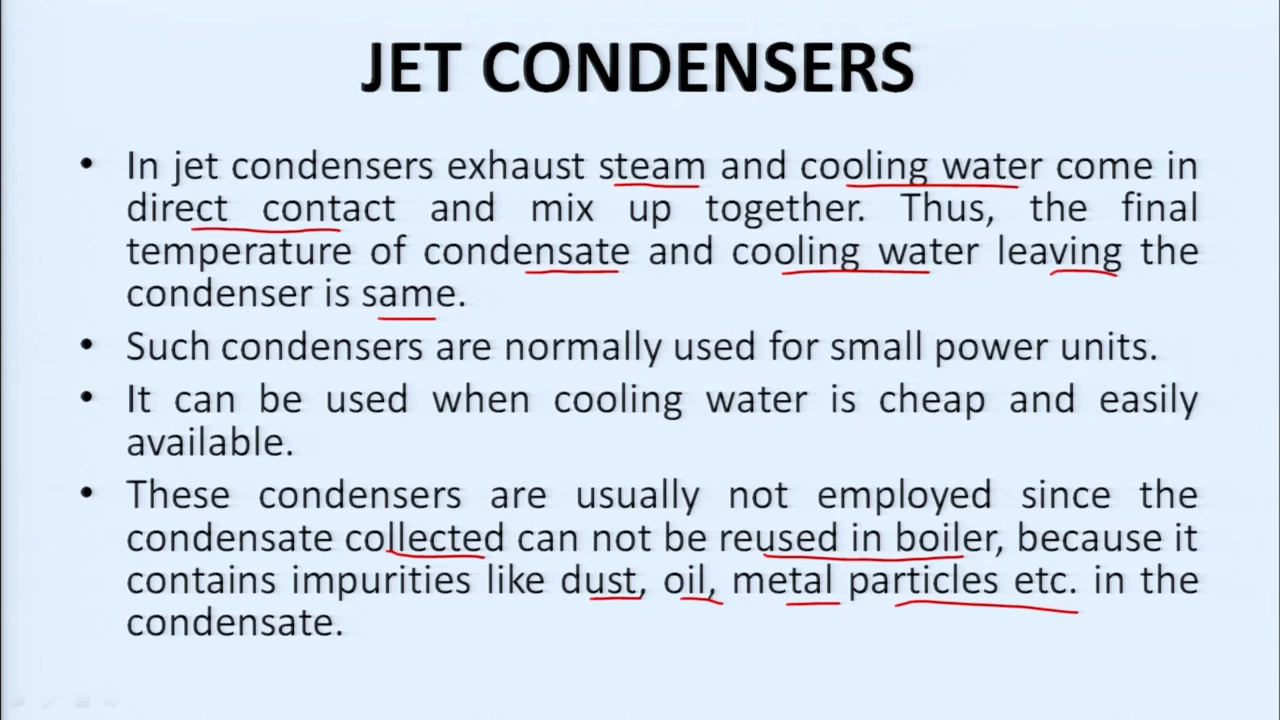 JET CONDENSERS
• In jet condensers exhaust steam and cooling water come in
direct contact and mix up together. Thus, the final
temperature of condensate and cooling water leaving the
condenser is same.
• Such condensers are normally used for small power units.
• It can be used when cooling water is cheap and easily
available.
• These condensers are usually not employed since the
condensate collected can not be reused in boiler, because it
contains impurities like dust, oil, metal particles etc. in the
condensate.